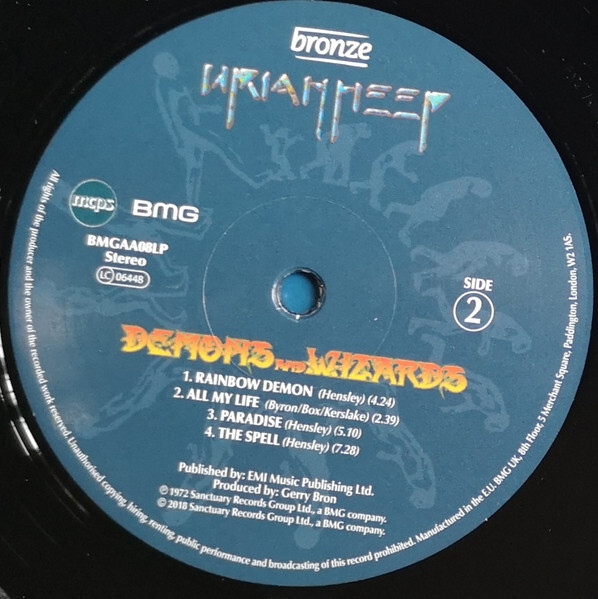 bronze
URIAH HEEP
mcps BMG
BMGAA08LP
Stereo
LC 06448
SIDE
2
DEMONS AND WIZARDS
1. RAINBOW DEMON (Hensley) (4.24)
2. ALL MY LIFE (Byron/Box/Kerslake) (2.39)
3. PARADISE (Hensley) (5.10)
4. THE SPELL (Hensley) (7.28)
Published by: EMI Music Publishing Ltd.
Produced by: Gerry Bron
℗ 1972 Sanctuary Records Group Ltd., a BMG company.
© 2018 Sanctuary Records Group Ltd., a BMG company.
All rights of the producer and the owner of the recorded work reserved. Unauthorised copying, hiring, renting, public performance and broadcasting of this record prohibited. Manufactured in the E.U. BMG UK, 8th Floor, 5 Merchant Square, Paddington, London, W2 1AS.